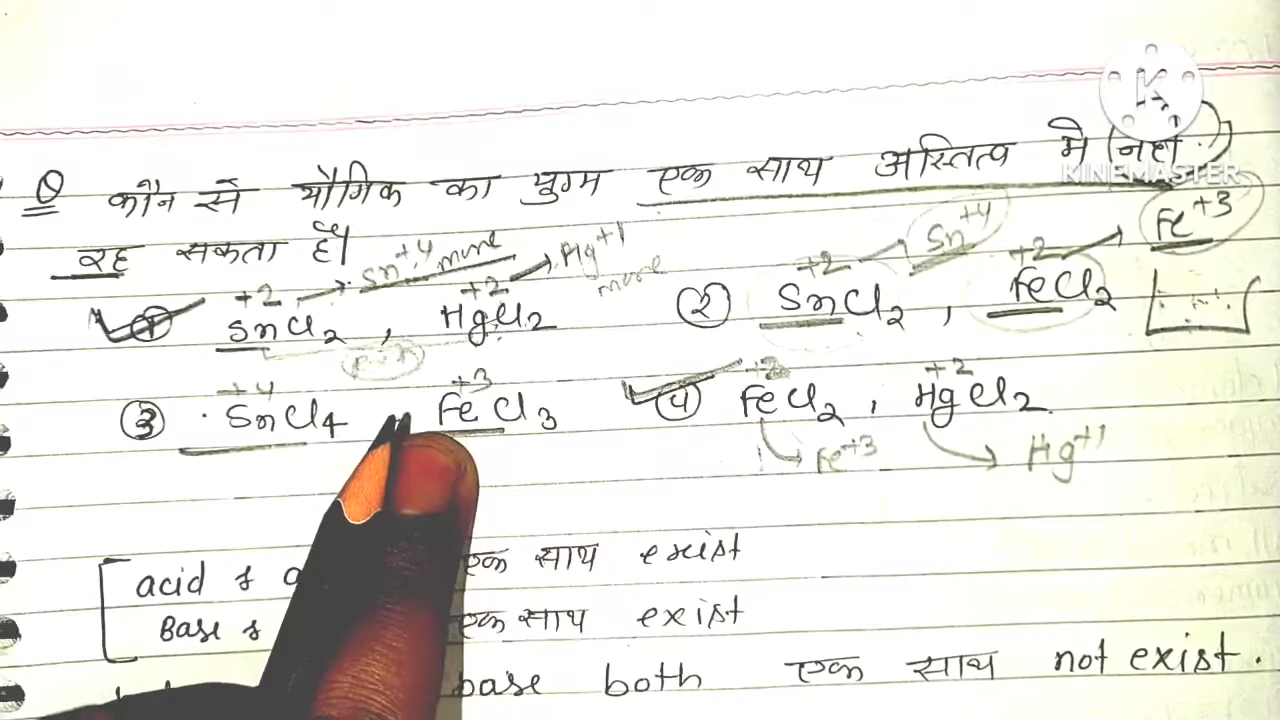 K
KINEMASTER
Q कौन से यौगिक का युग्म एक साथ अस्तित्व मे (नही)
रह सकता है।
Sn+4 more Hg+1 more Sn+4 Fe+3
+2 +2 +2 +2
① SnCl2 , HgCl2 ② SnCl2 , FeCl2
+4 +3 +2 +2
③ SnCl4 FeCl3 ④ FeCl2 , HgCl2
Fe+3 Hg+1
acid & एक साथ exist
Base & एक साथ exist
base both एक साथ not exist.